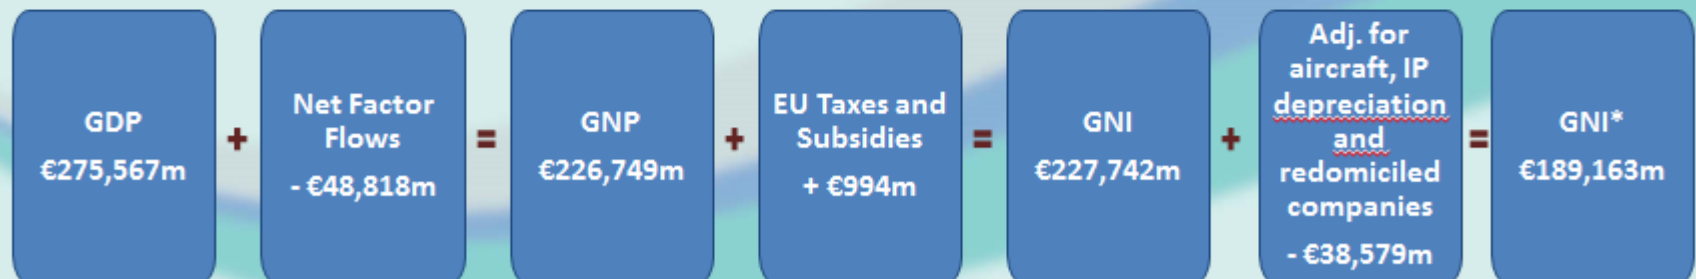 GDP
€275,567m
+
Net Factor
Flows
- €48,818m
=
GNP
€226,749m
+
EU Taxes and
Subsidies
+ €994m
=
GNI
€227,742m
+
Adj. for
aircraft, IP
depreciation
and
redomiciled
companies
- €38,579m
=
GNI*
€189,163m